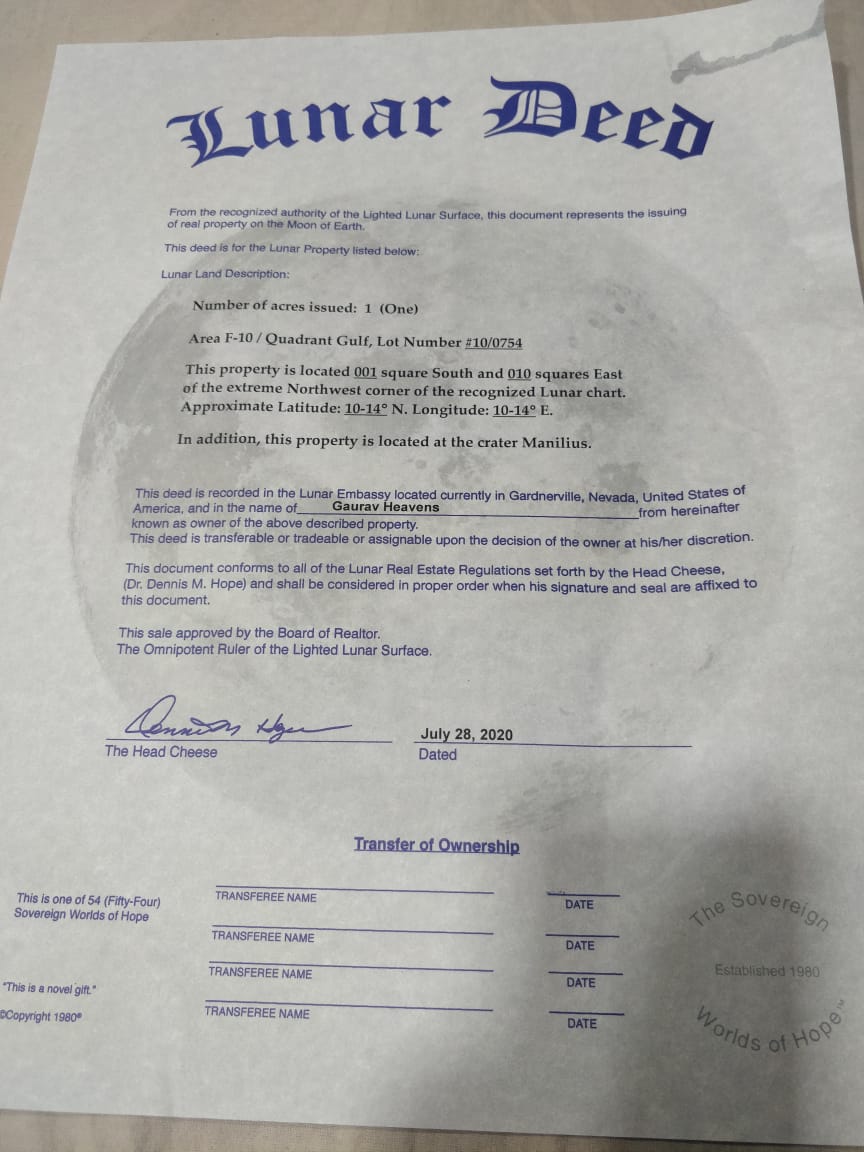 Lunar Deed
From the recognized authority of the Lighted Lunar Surface, this document represents the issuing
of real property on the Moon of Earth.
This deed is for the Lunar Property listed below:
Lunar Land Description:
Number of acres issued: 1 (One)
Area F-10 / Quadrant Gulf, Lot Number #10/0754
This property is located 001 square South and 010 squares East
of the extreme Northwest corner of the recognized Lunar chart.
Approximate Latitude: 10-14° N. Longitude: 10-14° E.
In addition, this property is located at the crater Manilius.
This deed is recorded in the Lunar Embassy located currently in Gardnerville, Nevada, United States of
America, and in the name of Gaurav Heavens from hereinafter
known as owner of the above described property.
This deed is transferable or tradeable or assignable upon the decision of the owner at his/her discretion.
This document conforms to all of the Lunar Real Estate Regulations set forth by the Head Cheese,
(Dr. Dennis M. Hope) and shall be considered in proper order when his signature and seal are affixed to
this document.
This sale approved by the Board of Realtor.
The Omnipotent Ruler of the Lighted Lunar Surface.
July 28, 2020
The Head Cheese
Dated
Transfer of Ownership
This is one of 54 (Fifty-Four)
Sovereign Worlds of Hope
TRANSFEREE NAME DATE
TRANSFEREE NAME DATE
TRANSFEREE NAME DATE
TRANSFEREE NAME DATE
"This is a novel gift."
©Copyright 1980®
The Sovereign
Established 1980
Worlds of Hope™